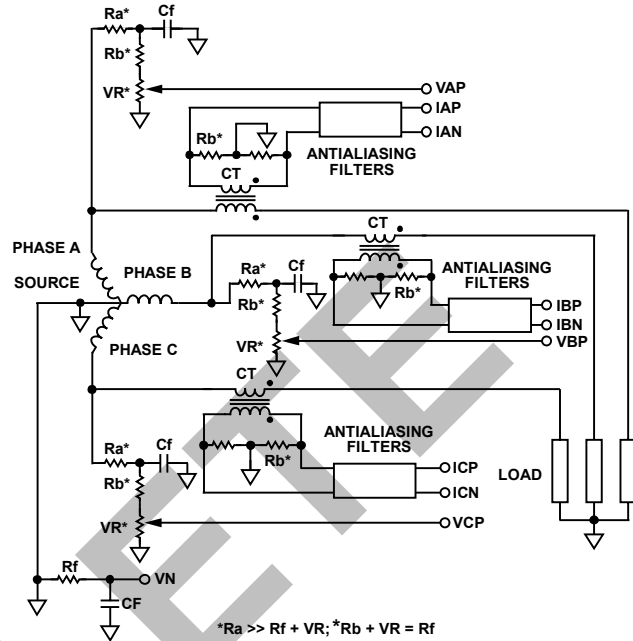 Ra*
Cf
Rb*
VR*
VAP
IAP
IAN
Rb*
ANTIALIASING
FILTERS
CT
CT
PHASE A
SOURCE
PHASE B
Ra*
Cf
Rb*
ANTIALIASING
FILTERS
Rb*
IBP
IBN
VR*
VBP
PHASE C
CT
Ra*
Cf
Rb*
Rb*
ANTIALIASING
FILTERS
ICP
ICN
LOAD
VR*
VCP
Rf
VN
CF
*Ra >> Rf + VR; *Rb + VR = Rf
ETE